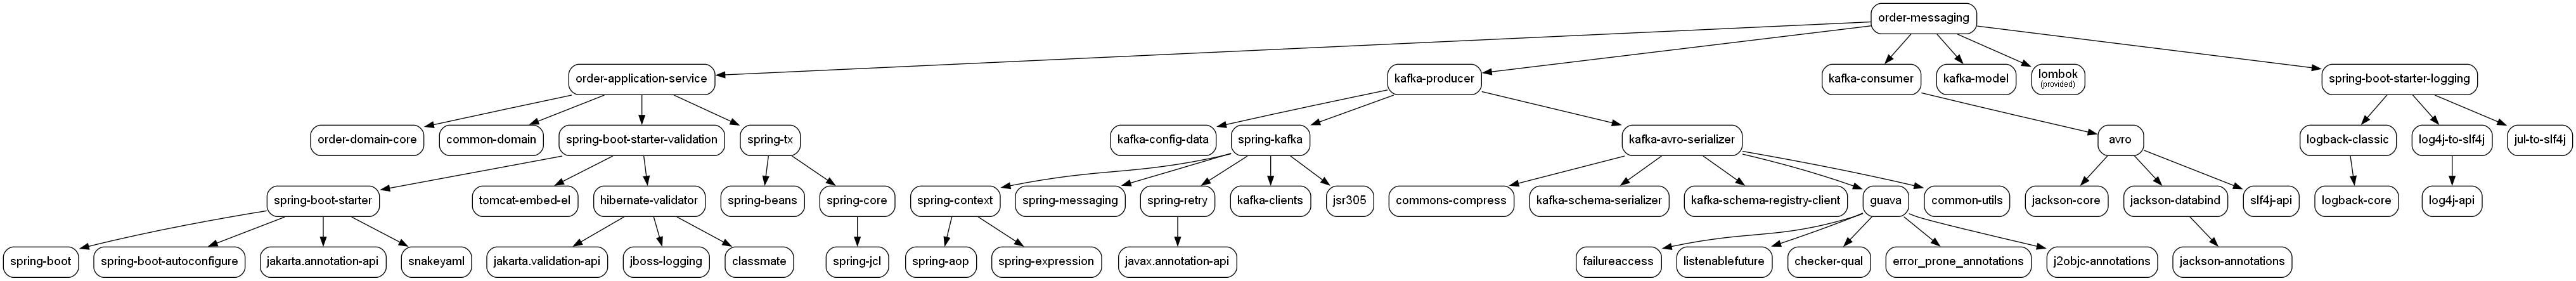 order-messaging
order-application-service
kafka-producer
kafka-consumer
kafka-model
lombok
(provided)
spring-boot-starter-logging
order-domain-core
common-domain
spring-boot-starter-validation
spring-tx
kafka-config-data
spring-kafka
kafka-avro-serializer
avro
logback-classic
log4j-to-slf4j
jul-to-slf4j
spring-boot-starter
tomcat-embed-el
hibernate-validator
spring-beans
spring-core
spring-context
spring-messaging
spring-retry
kafka-clients
jsr305
commons-compress
kafka-schema-serializer
kafka-schema-registry-client
guava
common-utils
jackson-core
jackson-databind
slf4j-api
logback-core
log4j-api
spring-boot
spring-boot-autoconfigure
jakarta.annotation-api
snakeyaml
jakarta.validation-api
jboss-logging
classmate
spring-jcl
spring-aop
spring-expression
javax.annotation-api
failureaccess
listenablefuture
checker-qual
error_prone_annotations
j2objc-annotations
jackson-annotations